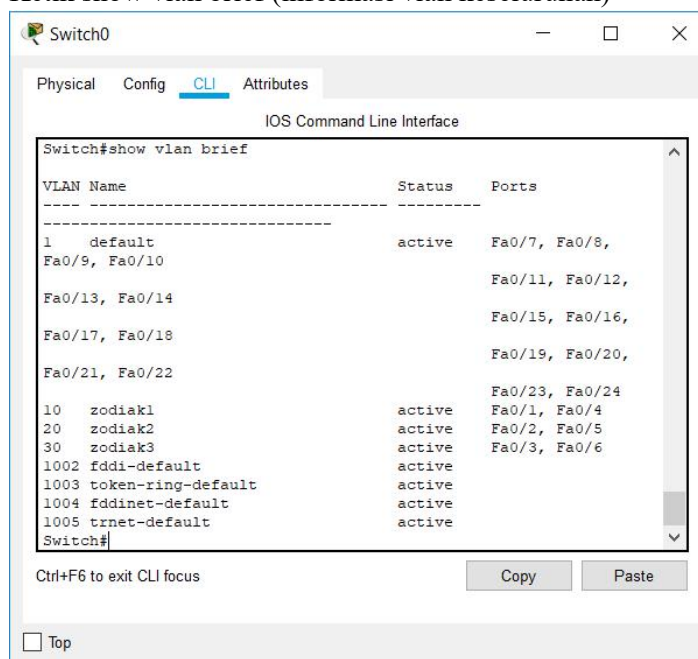 Switch0
Physical Config CLI Attributes
IOS Command Line Interface
Switch#show vlan brief
VLAN Name Status Ports
---- -------------------------------- ---------
-------------------------------
1 default active Fa0/7, Fa0/8,
Fa0/9, Fa0/10
Fa0/11, Fa0/12,
Fa0/13, Fa0/14
Fa0/15, Fa0/16,
Fa0/17, Fa0/18
Fa0/19, Fa0/20,
Fa0/21, Fa0/22
Fa0/23, Fa0/24
10 zodiak1 active Fa0/1, Fa0/4
20 zodiak2 active Fa0/2, Fa0/5
30 zodiak3 active Fa0/3, Fa0/6
1002 fddi-default active
1003 token-ring-default active
1004 fddinet-default active
1005 trnet-default active
Switch#
Ctrl+F6 to exit CLI focus
Copy Paste
Top